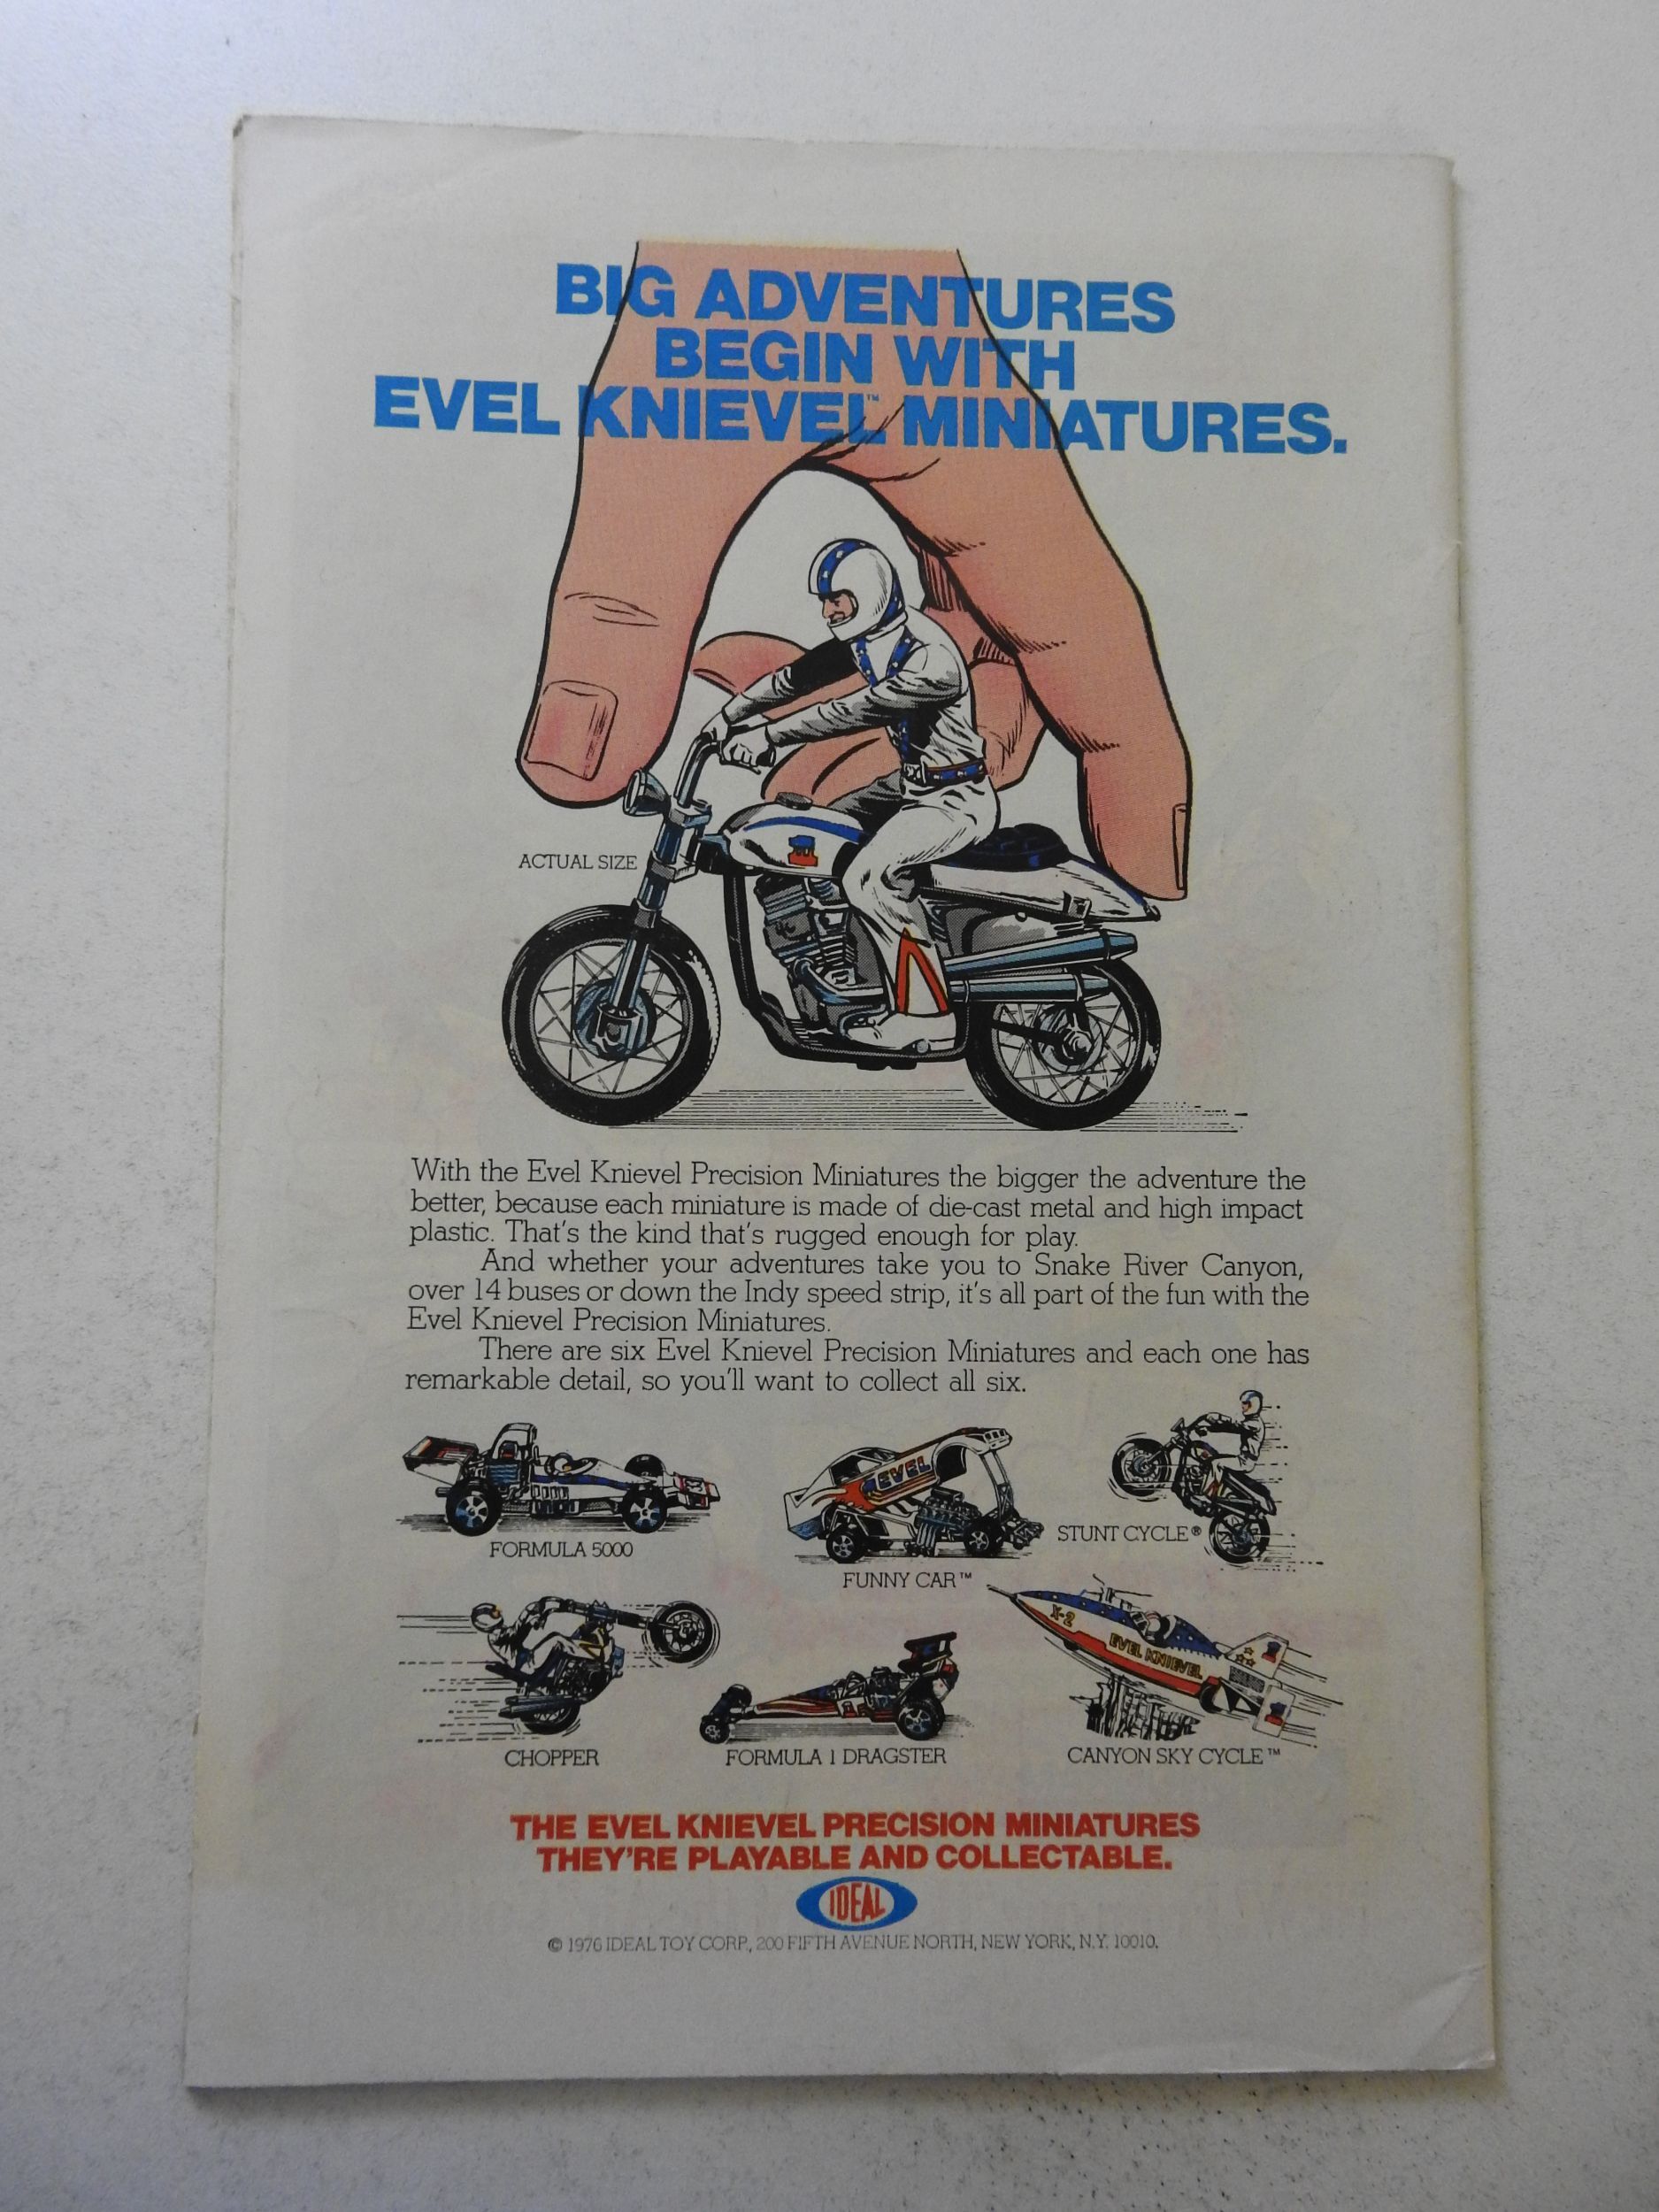 BIG ADVENTURES
BEGIN WITH
EVEL KNIEVEL™ MINIATURES.
ACTUAL SIZE
1
With the Evel Knievel Precision Miniatures the bigger the adventure the
better, because each miniature is made of die-cast metal and high impact
plastic. That's the kind that's rugged enough for play.
And whether your adventures take you to Snake River Canyon,
over 14 buses or down the Indy speed strip, it's all part of the fun with the
Evel Knievel Precision Miniatures.
There are six Evel Knievel Precision Miniatures and each one has
remarkable detail, so you'll want to collect all six.
EVEL
FORMULA 5000
FUNNY CAR™
STUNT CYCLE®
X-2
EVEL KNIEVEL
CHOPPER
FORMULA 1 DRAGSTER
CANYON SKY CYCLE™
THE EVEL KNIEVEL PRECISION MINIATURES
THEY'RE PLAYABLE AND COLLECTABLE.
IDEAL
© 1976 IDEAL TOY CORP., 200 FIFTH AVENUE NORTH, NEW YORK, N.Y. 10010.